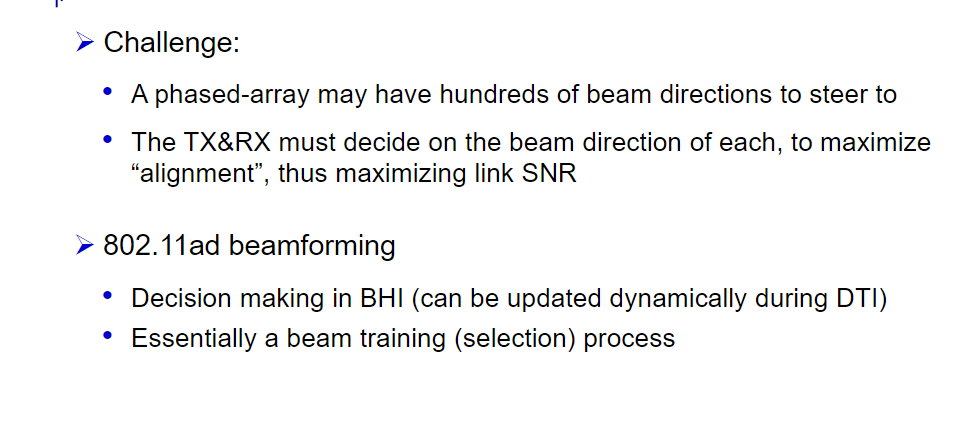 Challenge:
A phased-array may have hundreds of beam directions to steer to
The TX&RX must decide on the beam direction of each, to maximize
“alignment”, thus maximizing link SNR
802.11ad beamforming
Decision making in BHI (can be updated dynamically during DTI)
Essentially a beam training (selection) process